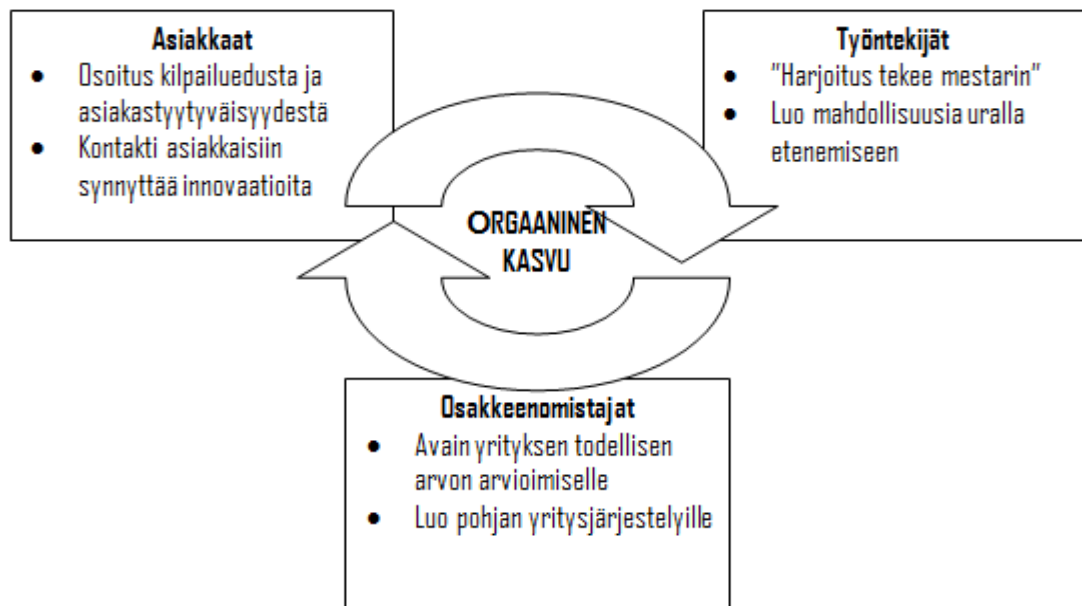 Asiakkaat
● Osoitus kilpailuedusta ja
asiakastyytyväisyydestä
● Kontakti asiakkaisiin
synnyttää innovaatioita
Työntekijät
● "Harjoitus tekee mestarin"
● Luo mahdollisuusia uralla
etenemiseen
ORGAANINEN
KASVU
Osakkeenomistajat
● Avain yrityksen todellisen
arvon arvioimiselle
● Luo pohjan yritysjärjestelyille